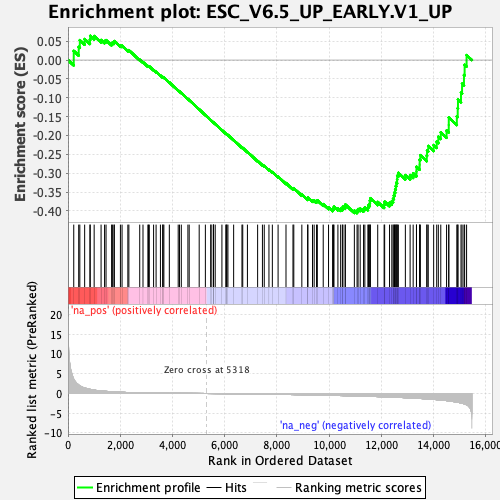 Enrichment plot: ESC_V6.5_UP_EARLY.V1_UP
Enrichment score (ES)
0.05
0.00
-0.05
-0.10
-0.15
-0.20
-0.25
-0.30
-0.35
-0.40
'na_pos' (positively correlated)
Ranked list metric (PreRanked)
20
15
10
5
0
-5
Zero cross at 5318
'na_neg' (negatively correlated)
0
2,000
4,000
6,000
8,000
10,000
12,000
14,000
16,000
Rank in Ordered Dataset
Enrichment profile
Hits
Ranking metric scores